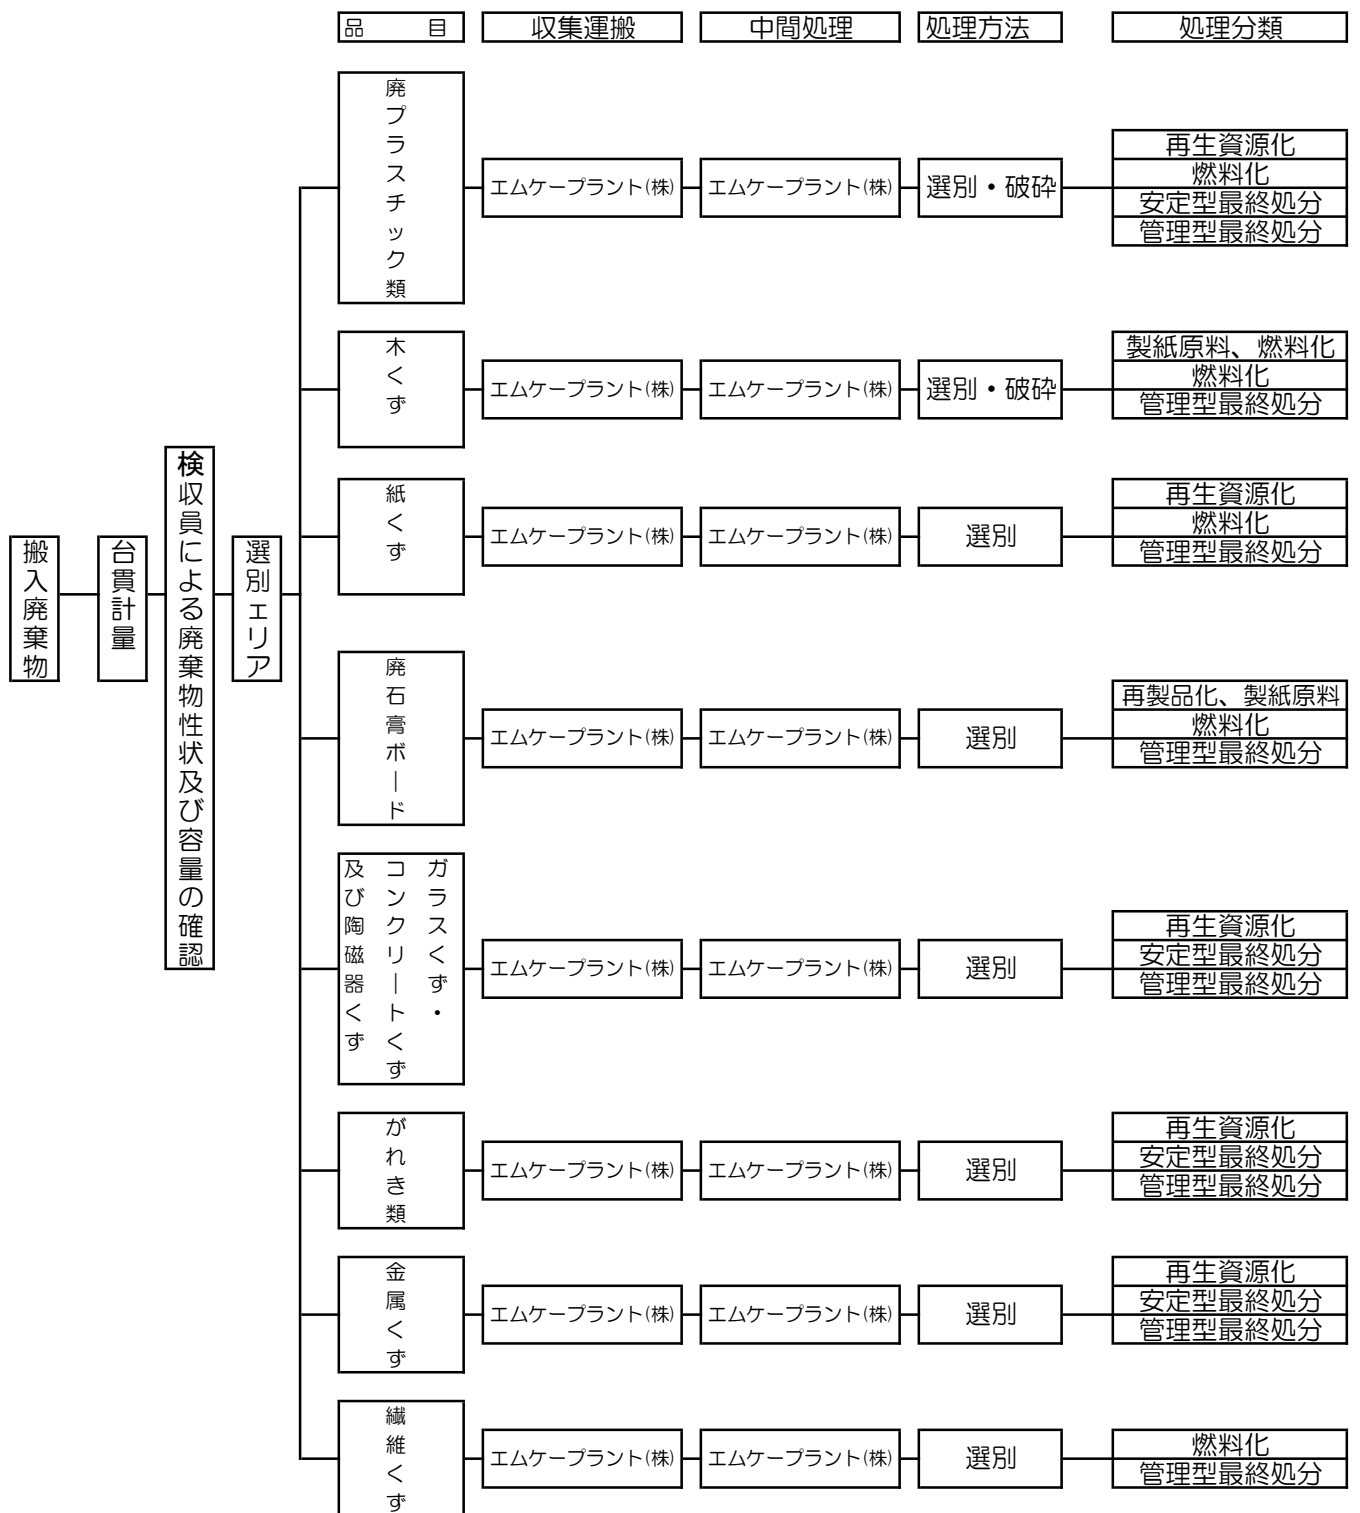 品　目
収集運搬
中間処理
処理方法
処理分類
搬入廃棄物
台貫計量
検収員による廃棄物性状及び容量の確認
選別エリア
廃プラスチック類
エムケープラント(株)
エムケープラント(株)
選別・破砕
再生資源化
燃料化
安定型最終処分
管理型最終処分
木くず
エムケープラント(株)
エムケープラント(株)
選別・破砕
製紙原料、燃料化
燃料化
管理型最終処分
紙くず
エムケープラント(株)
エムケープラント(株)
選別
再生資源化
燃料化
管理型最終処分
廃石膏ボード
エムケープラント(株)
エムケープラント(株)
選別
再製品化、製紙原料
燃料化
管理型最終処分
ガラスくず・
コンクリートくず
及び陶磁器くず
エムケープラント(株)
エムケープラント(株)
選別
再生資源化
安定型最終処分
管理型最終処分
がれき類
エムケープラント(株)
エムケープラント(株)
選別
再生資源化
安定型最終処分
管理型最終処分
金属くず
エムケープラント(株)
エムケープラント(株)
選別
再生資源化
安定型最終処分
管理型最終処分
繊維くず
エムケープラント(株)
エムケープラント(株)
選別
燃料化
管理型最終処分